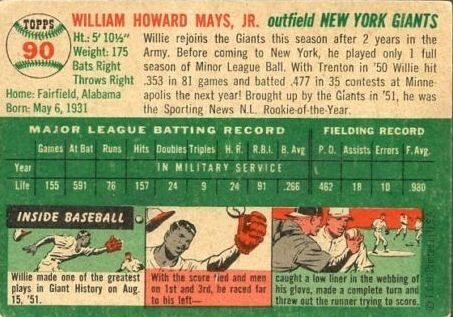 TOPPS
90
WILLIAM HOWARD MAYS, JR. outfield NEW YORK GIANTS
Ht.: 5' 10½"
Weight: 175
Bats Right
Throws Right
Home: Fairfield, Alabama
Born: May 6, 1931
Willie rejoins the Giants this season after 2 years in the
Army. Before coming to New York, he played only 1 full
season of Minor League Ball. With Trenton in '50 Willie hit
.353 in 81 games and batted .477 in 35 contests at Minne-
apolis the next year! Brought up by the Giants in '51, he was
the Sporting News N.L. Rookie-of-the-Year.
MAJOR LEAGUE BATTING RECORD FIELDING RECORD
Games At Bat Runs Hits Doubles Triples H. R. R.B.I. B. Avg P.O. Assists Errors F. Avg.
Year IN MILITARY SERVICE
Life 155 591 76 157 24 9 24 91 .266 462 18 10 .980
INSIDE BASEBALL
Willie made one of the greatest
plays in Giant History on Aug.
15, '51.
With the score tied and men
on 1st and 3rd, he raced far
to his left—
caught a low liner in the webbing of
his glove, made a complete turn and
threw out the runner trying to score.